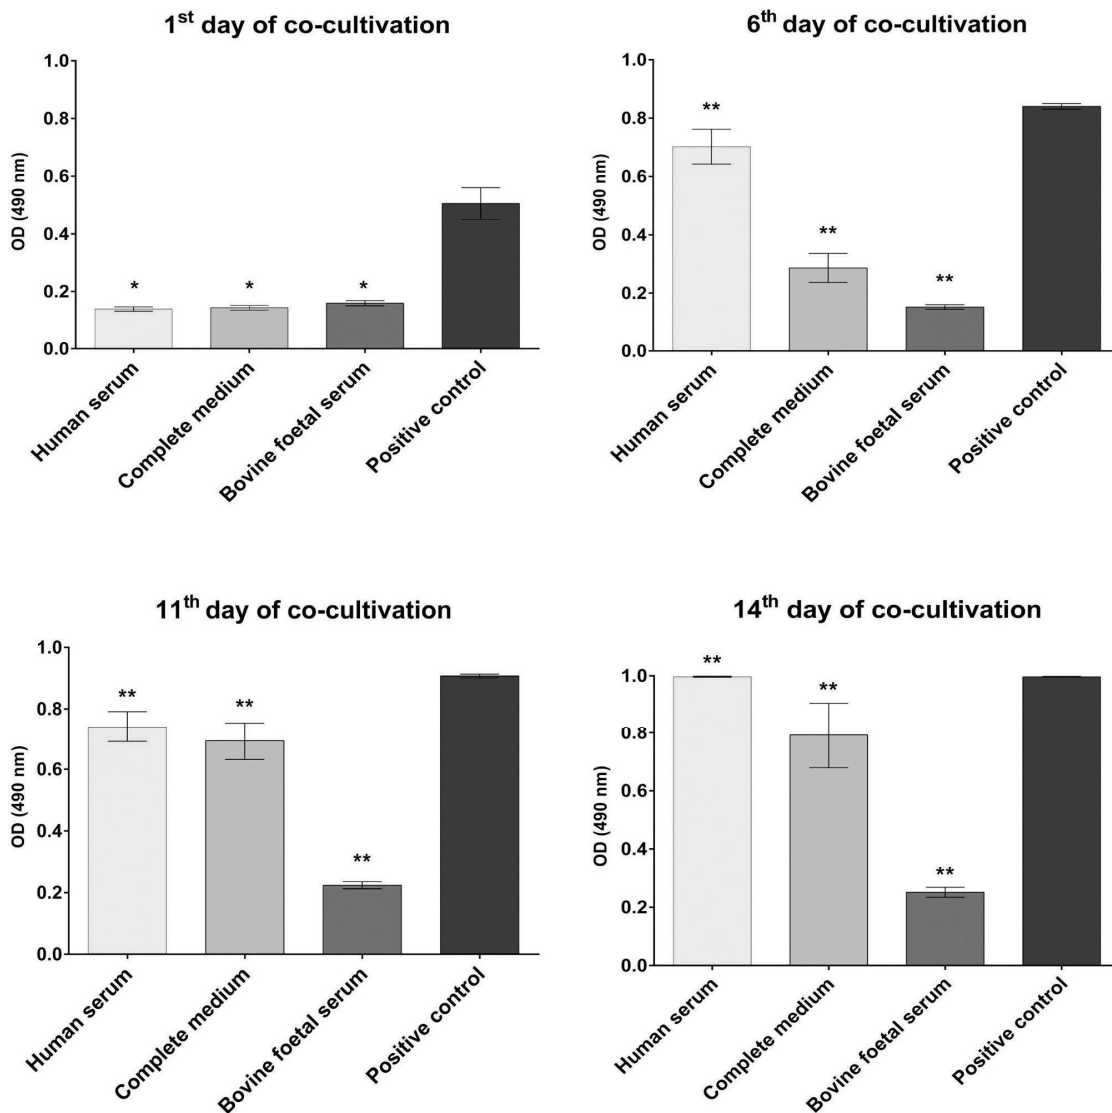 1st day of co-cultivation
1.0
0.8
0.6
0.4
0.2
0.0
OD (490 nm)
*
*
*
Human serum
Complete medium
Bovine foetal serum
Positive control
6th day of co-cultivation
1.0
0.8
0.6
0.4
0.2
0.0
OD (490 nm)
**
**
**
Human serum
Complete medium
Bovine foetal serum
Positive control
11th day of co-cultivation
1.0
0.8
0.6
0.4
0.2
0.0
OD (490 nm)
**
**
**
Human serum
Complete medium
Bovine foetal serum
Positive control
14th day of co-cultivation
1.0
0.8
0.6
0.4
0.2
0.0
OD (490 nm)
**
**
**
Human serum
Complete medium
Bovine foetal serum
Positive control